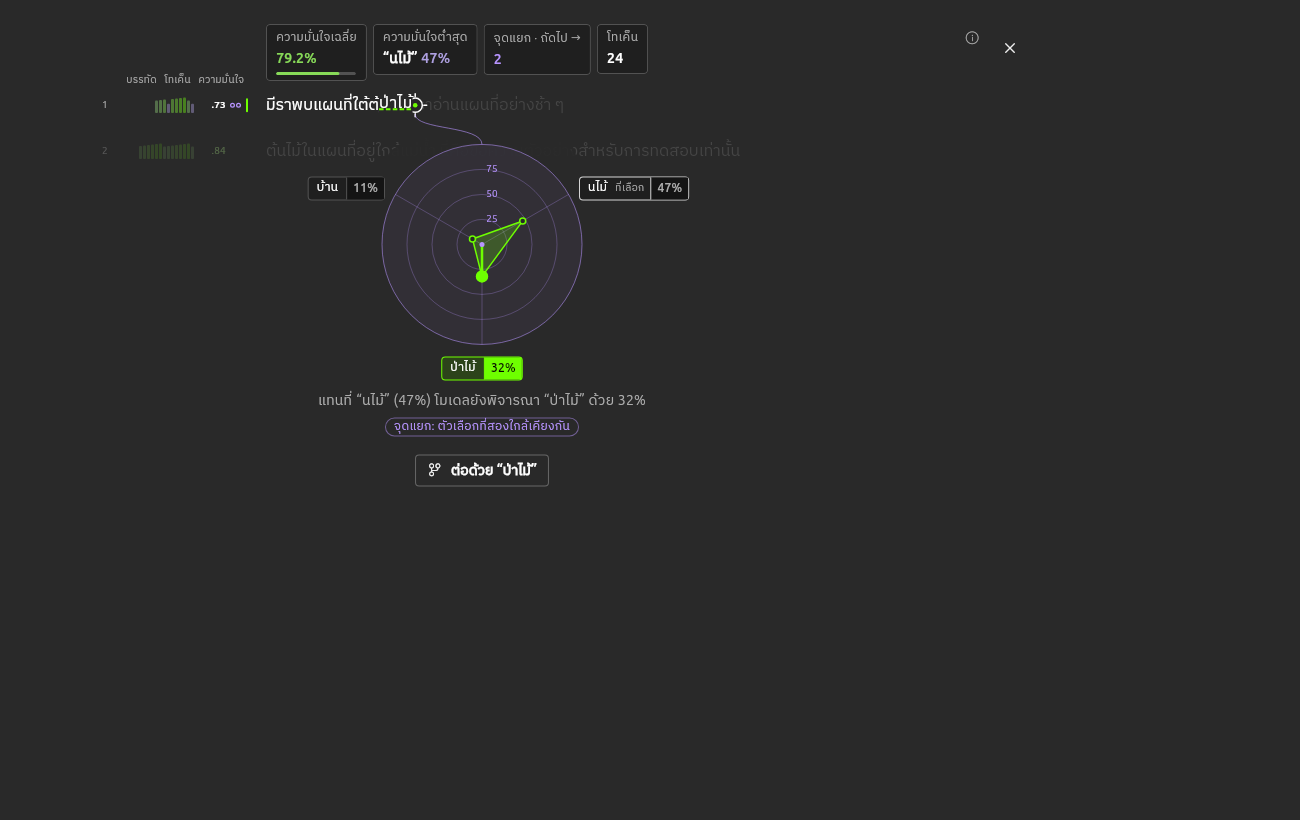 ความมั่นใจเฉลี่ย
79.2%
ความมั่นใจต่ำสุด
“นไม้” 47%
จุดแยก · ถัดไป →
2
โทเค็น
24
บรรทัด โทเค็น ความมั่นใจ
1 .73 มีราพบแผนที่ใต้ต้ป่าไม้ อ่านแผนที่อย่างช้า ๆ
2 .84 ต้นไม้ในแผนที่อยู่ใกล้ สำหรับการทดสอบเท่านั้น
75
50
25
บ้าน 11%
นไม้ ที่เลือก 47%
ป่าไม้ 32%
แทนที่ “นไม้” (47%) โมเดลยังพิจารณา “ป่าไม้” ด้วย 32%
จุดแยก: ตัวเลือกที่สองใกล้เคียงกัน
ต่อด้วย “ป่าไม้”